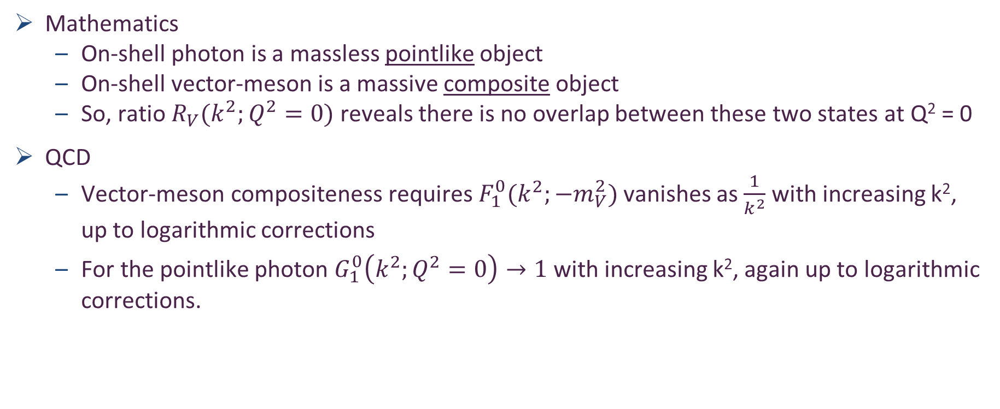 ➢ Mathematics
– On-shell photon is a massless pointlike object
– On-shell vector-meson is a massive composite object
– So, ratio $R_V(k^2; Q^2 = 0)$ reveals there is no overlap between these two states at Q² = 0
➢ QCD
– Vector-meson compositeness requires $F_1^0(k^2; -m_V^2)$ vanishes as $\frac{1}{k^2}$ with increasing k²,
up to logarithmic corrections
– For the pointlike photon $G_1^0(k^2; Q^2 = 0) \to 1$ with increasing k², again up to logarithmic
corrections.